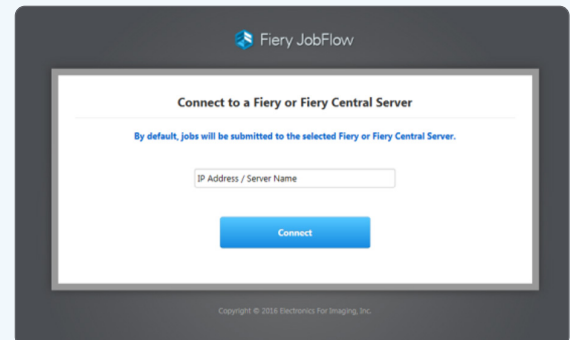 Fiery JobFlow
Connect to a Fiery or Fiery Central Server
By default, jobs will be submitted to the selected Fiery or Fiery Central Server.
IP Address / Server Name
Connect
Copyright © 2016 Electronics For Imaging, Inc.